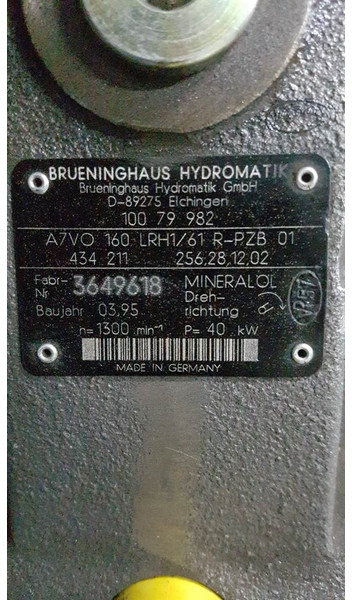 BRUENINGHAUS HYDROMATIK
Brueninghaus Hydromatik GmbH
D-89275 Elchingen
100 79 982
A7VO 160 LRH1/61 R-PZB 01
434 211 256.28.12.02
Fabr- Nr 3649618 MINERALÖL
Baujahr 03.95 Dreh- richtung
n= 1300 min⁻¹ P= 40 kW
MADE IN GERMANY